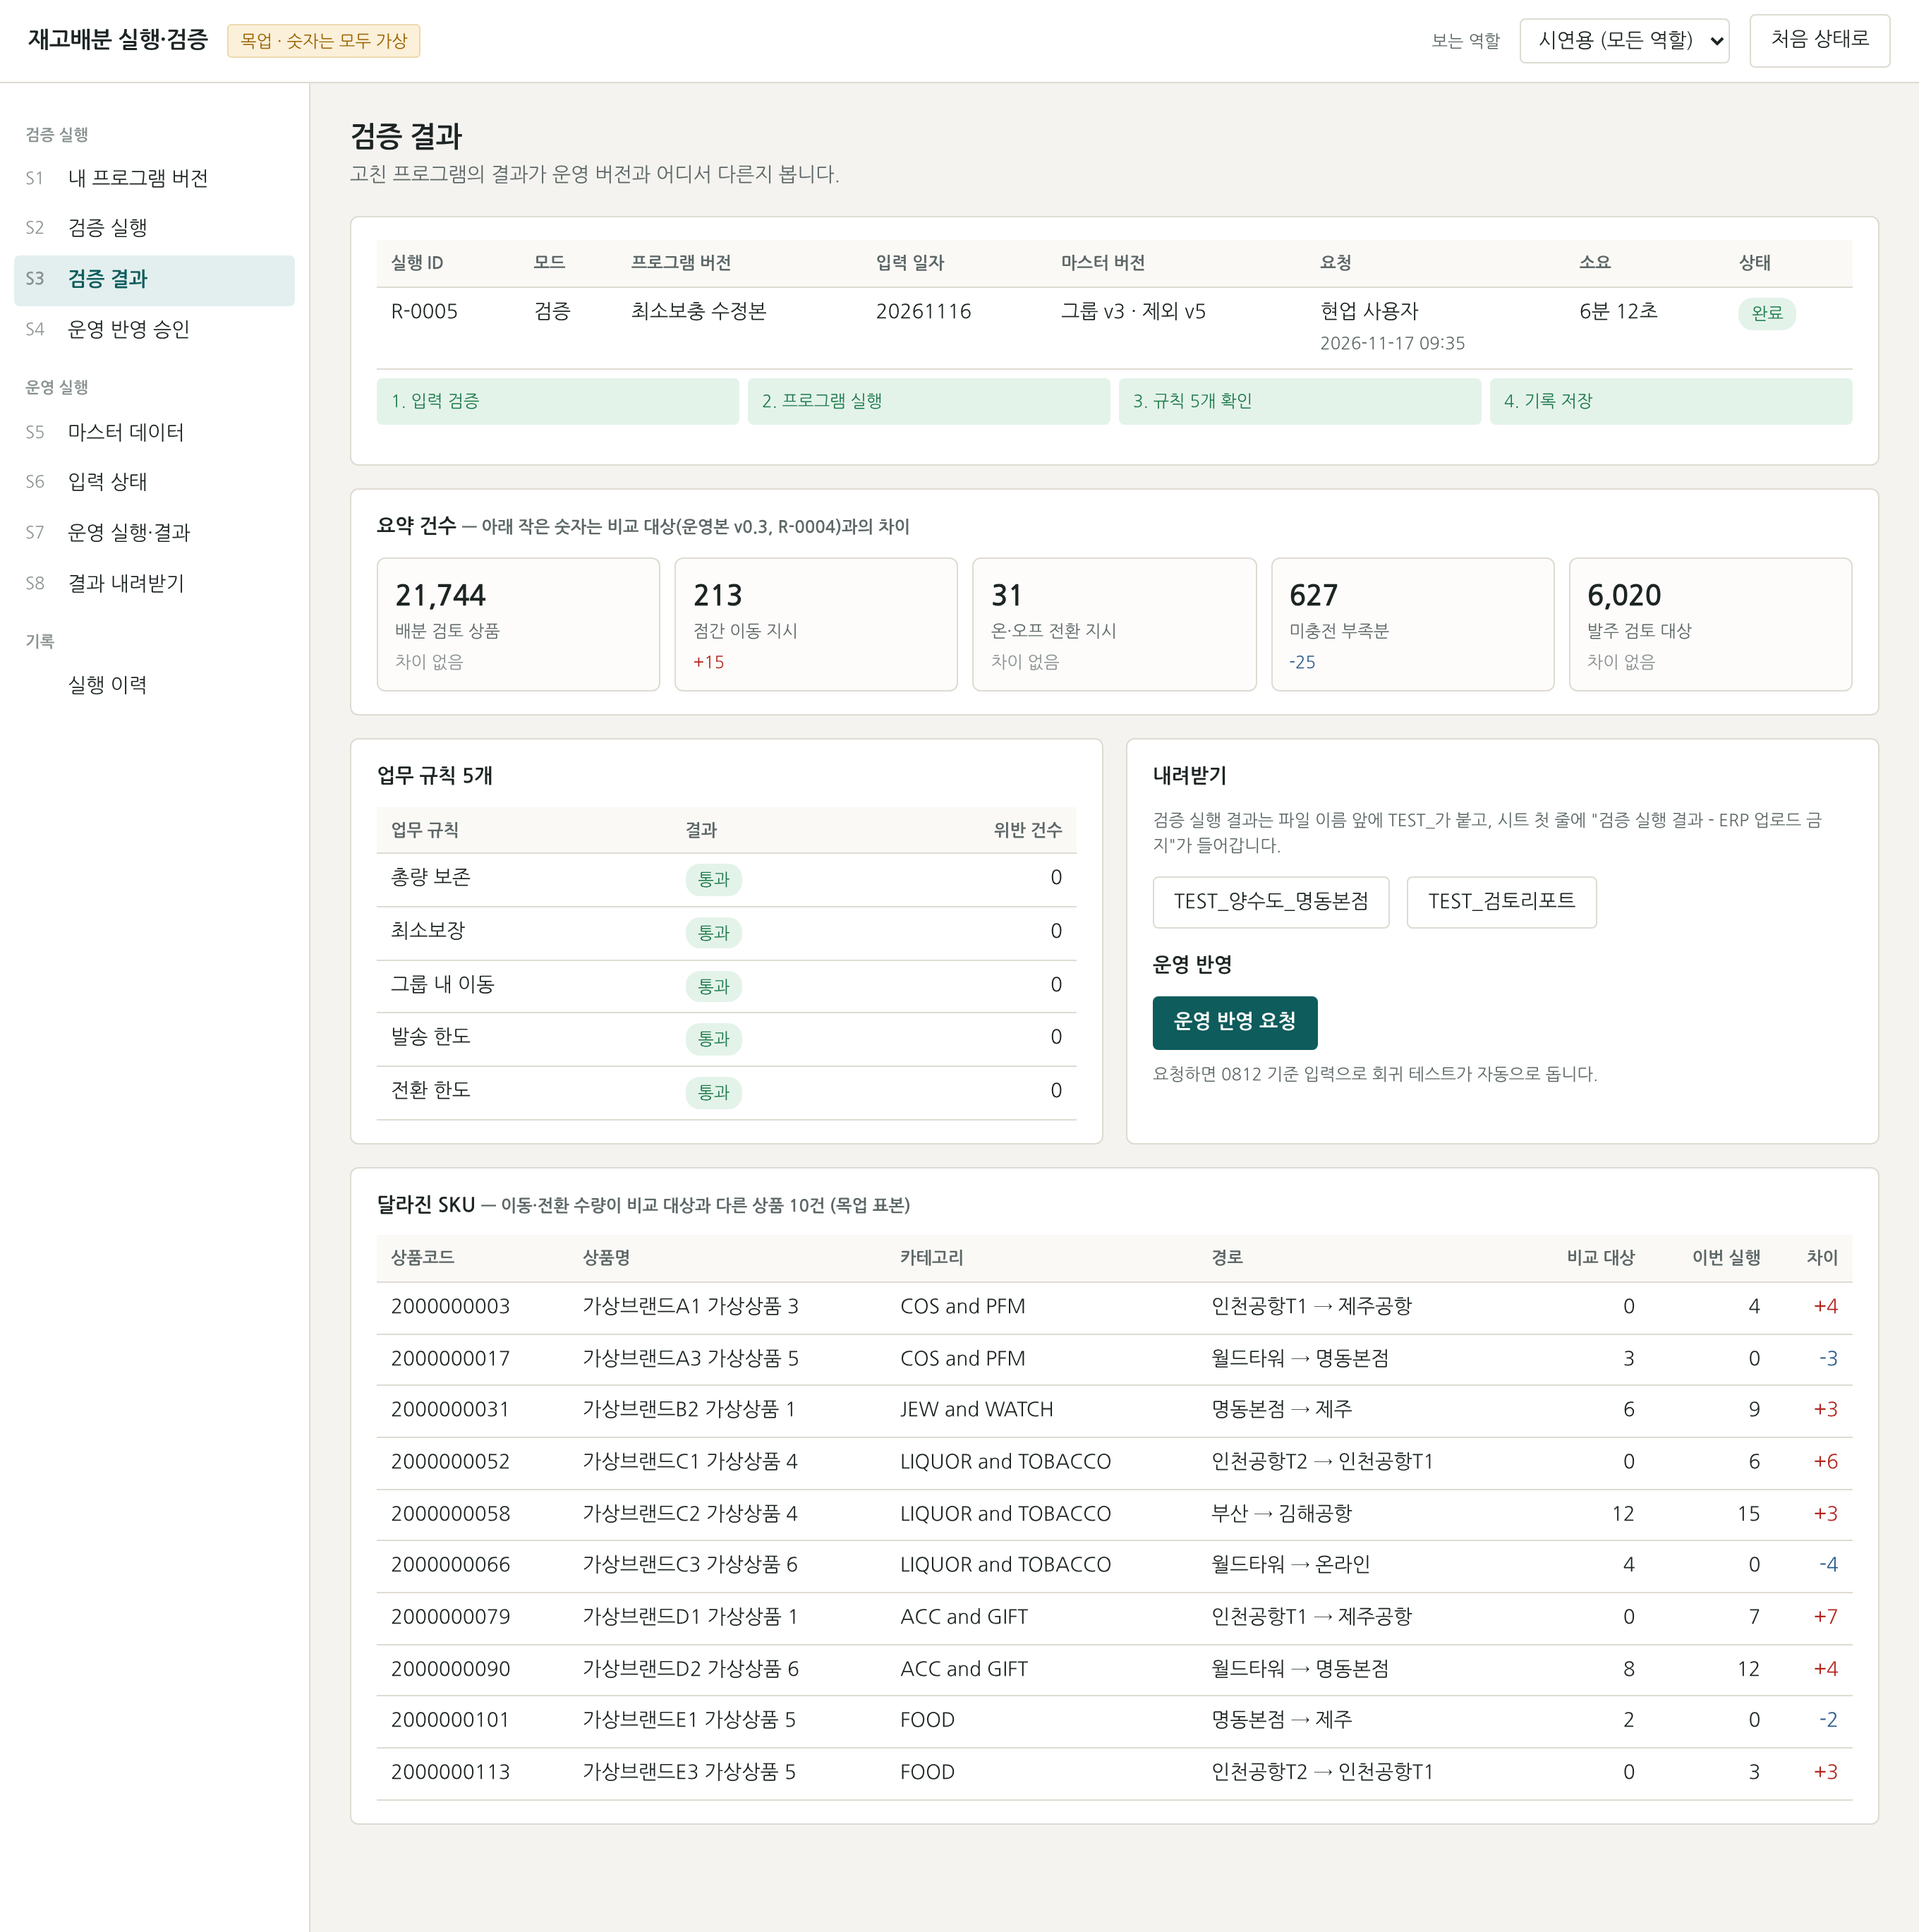 재고배분 실행·검증 목업 · 숫자는 모두 가상 보는 역할 시연용 (모든 역할) 처음 상태로
검증 실행
S1 내 프로그램 버전
S2 검증 실행
S3 검증 결과
S4 운영 반영 승인
운영 실행
S5 마스터 데이터
S6 입력 상태
S7 운영 실행·결과
S8 결과 내려받기
기록
실행 이력
검증 결과
고친 프로그램의 결과가 운영 버전과 어디서 다른지 봅니다.
실행 ID 모드 프로그램 버전 입력 일자 마스터 버전 요청 소요 상태
R-0005 검증 최소보충 수정본 20261116 그룹 v3 · 제외 v5 현업 사용자 6분 12초 완료
2026-11-17 09:35
1. 입력 검증 2. 프로그램 실행 3. 규칙 5개 확인 4. 기록 저장
요약 건수 — 아래 작은 숫자는 비교 대상(운영본 v0.3, R-0004)과의 차이
21,744 213 31 627 6,020
배분 검토 상품 점간 이동 지시 온·오프 전환 지시 미충전 부족분 발주 검토 대상
차이 없음 +15 차이 없음 -25 차이 없음
업무 규칙 5개
업무 규칙 결과 위반 건수
총량 보존 통과 0
최소보장 통과 0
그룹 내 이동 통과 0
발송 한도 통과 0
전환 한도 통과 0
내려받기
검증 실행 결과는 파일 이름 앞에 TEST_가 붙고, 시트 첫 줄에 "검증 실행 결과 - ERP 업로드 금
지"가 들어갑니다.
TEST_양수도_명동본점 TEST_검토리포트
운영 반영
운영 반영 요청
요청하면 0812 기준 입력으로 회귀 테스트가 자동으로 돕니다.
달라진 SKU — 이동·전환 수량이 비교 대상과 다른 상품 10건 (목업 표본)
상품코드 상품명 카테고리 경로 비교 대상 이번 실행 차이
2000000003 가상브랜드A1 가상상품 3 COS and PFM 인천공항T1 → 제주공항 0 4 +4
2000000017 가상브랜드A3 가상상품 5 COS and PFM 월드타워 → 명동본점 3 0 -3
2000000031 가상브랜드B2 가상상품 1 JEW and WATCH 명동본점 → 제주 6 9 +3
2000000052 가상브랜드C1 가상상품 4 LIQUOR and TOBACCO 인천공항T2 → 인천공항T1 0 6 +6
2000000058 가상브랜드C2 가상상품 4 LIQUOR and TOBACCO 부산 → 김해공항 12 15 +3
2000000066 가상브랜드C3 가상상품 6 LIQUOR and TOBACCO 월드타워 → 온라인 4 0 -4
2000000079 가상브랜드D1 가상상품 1 ACC and GIFT 인천공항T1 → 제주공항 0 7 +7
2000000090 가상브랜드D2 가상상품 6 ACC and GIFT 월드타워 → 명동본점 8 12 +4
2000000101 가상브랜드E1 가상상품 5 FOOD 명동본점 → 제주 2 0 -2
2000000113 가상브랜드E3 가상상품 5 FOOD 인천공항T2 → 인천공항T1 0 3 +3